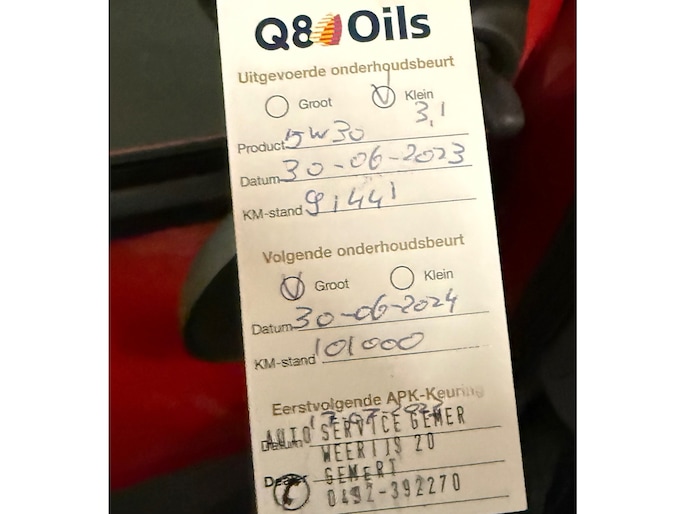 Q8 Oils
Uitgevoerde onderhoudsbeurt
Groot Klein
3,1
Product 5W30
Datum 30-06-2023
KM-stand 91441
Volgende onderhoudsbeurt
Groot Klein
Datum 30-06-2024
KM-stand 101000
Eerstvolgende APK-Keuring
Datum
AUTO SERVICE GEMER
WEERIJS 20
Dealer GEMERT
0492-392270